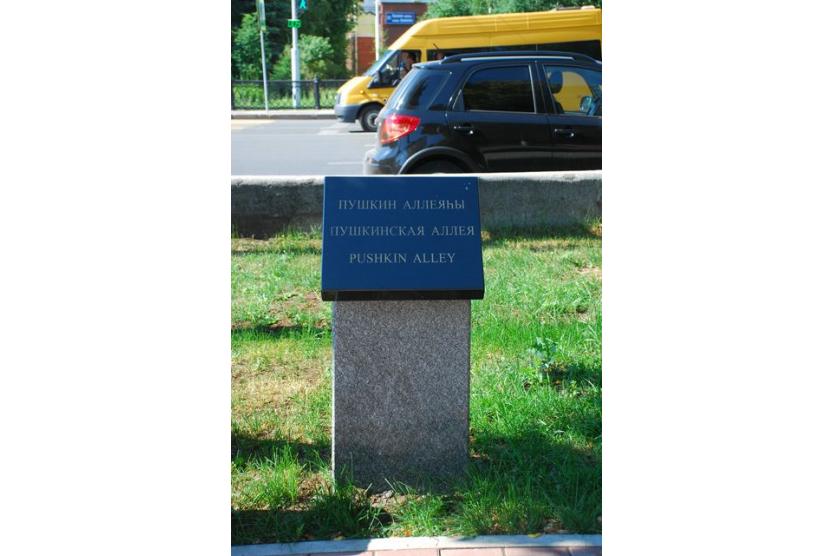 ПУШКИН АЛЛЕЯҺЫ
ПУШКИНСКАЯ АЛЛЕЯ
PUSHKIN ALLEY